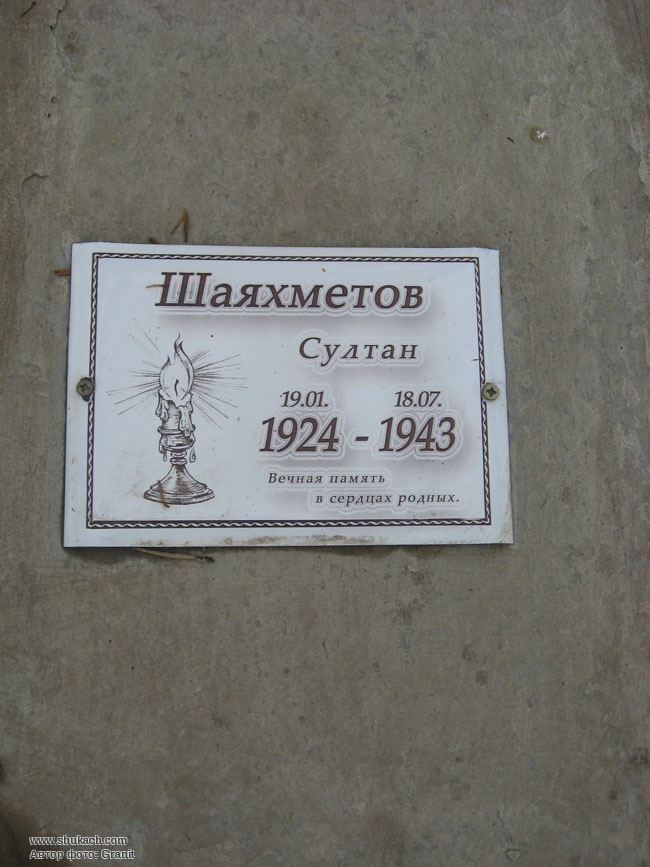 Шаяхметов
Султан
19.01. 18.07.
1924 - 1943
Вечная память
в сердцах родных.
www.shukach.com
Автор фото: Granit